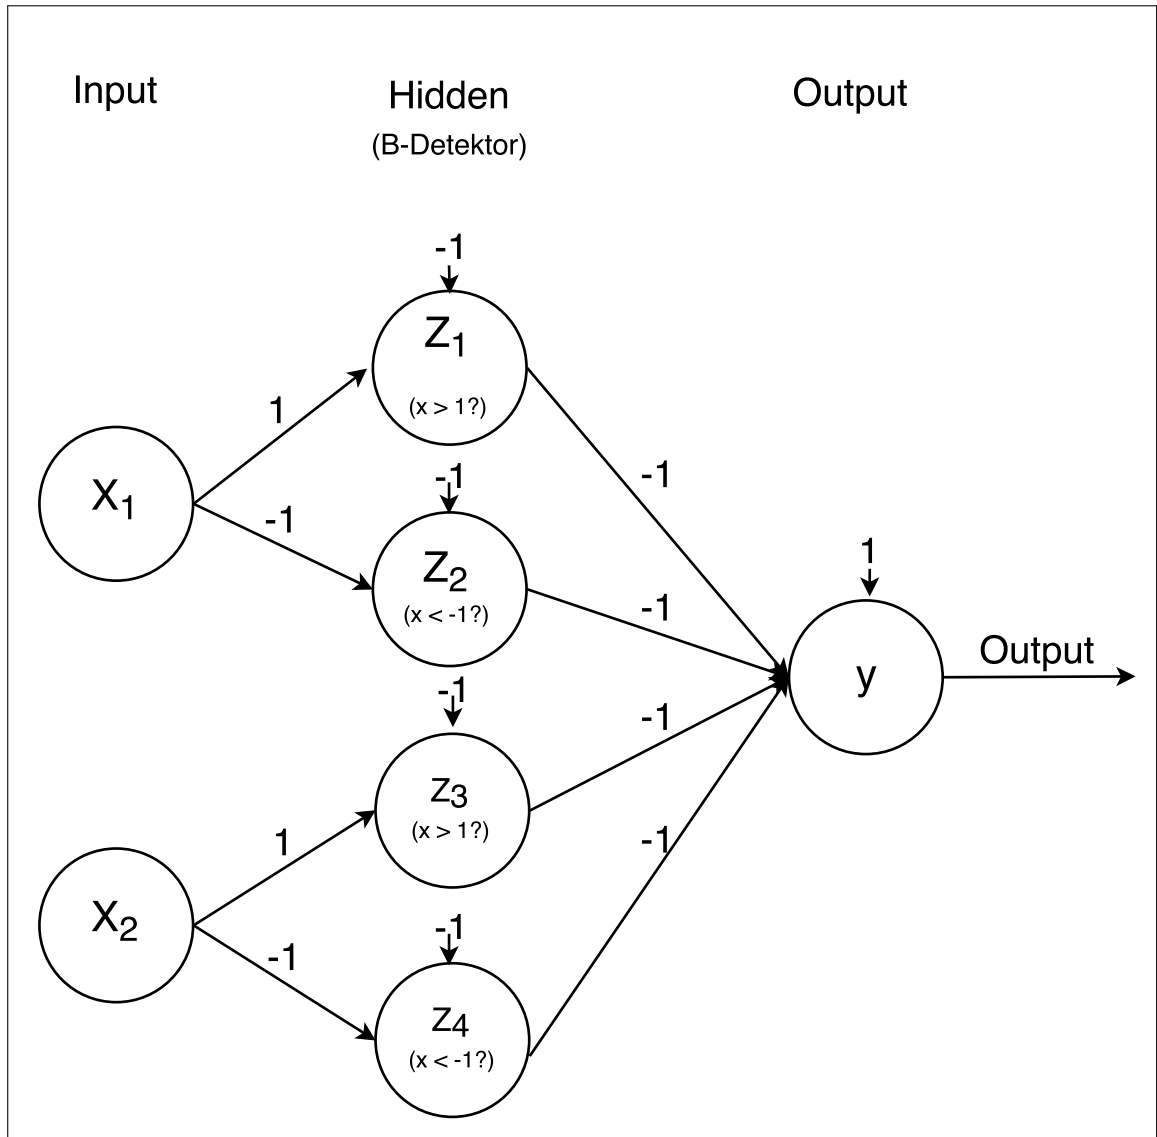 Input
Hidden
Output
(B-Detektor)
-1
Z1
(x > 1?)
1
-1
X1
-1
-1
Z2
(x < -1?)
-1
1
-1
y
Output
-1
z3
(x > 1?)
-1
1
-1
X2
-1
-1
z4
(x < -1?)